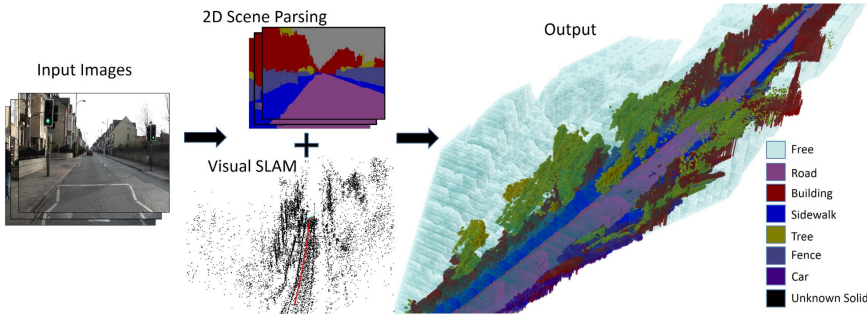 Input Images
2D Scene Parsing
Visual SLAM
Output
Free
Road
Building
Sidewalk
Tree
Fence
Car
Unknown Solid